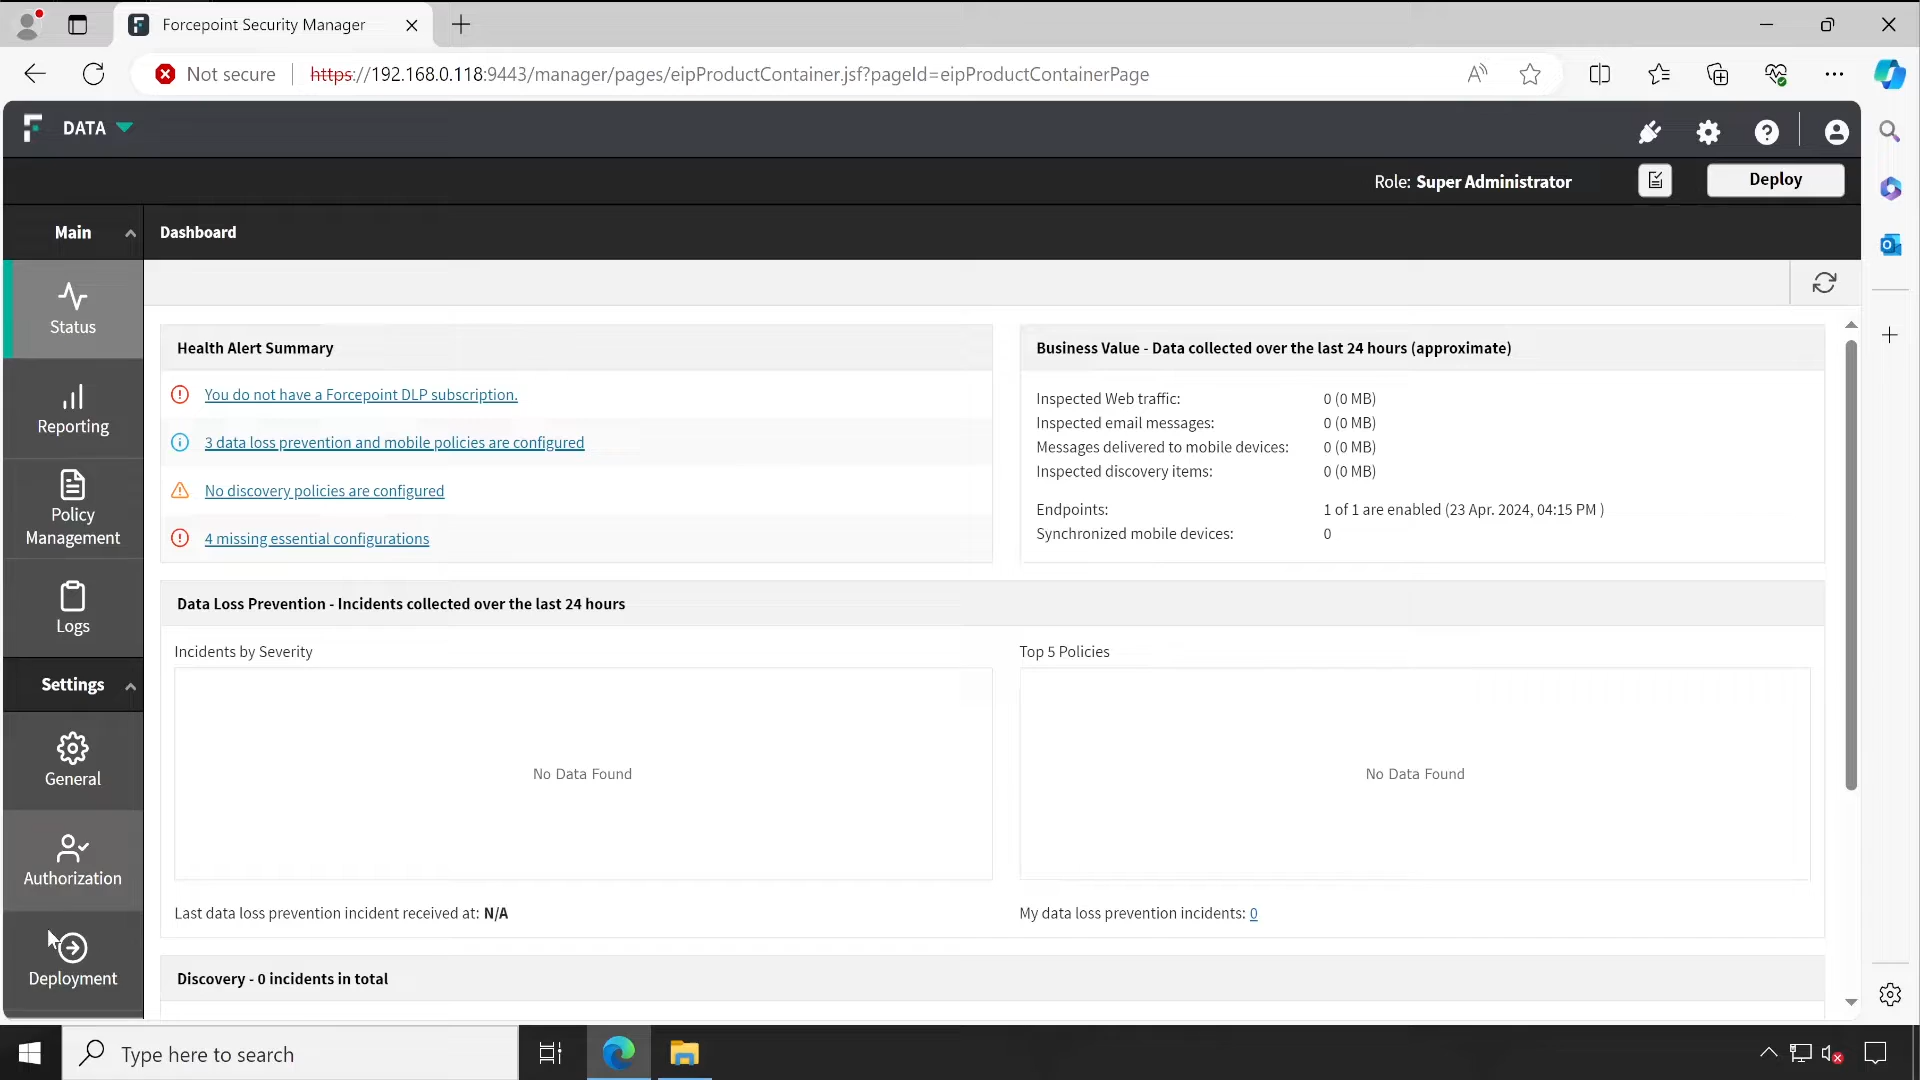 Forcepoint Security Manager
Not secure
https://192.168.0.118:9443/manager/pages/eipProductContainer.jsf?pageId=eipProductContainerPage
DATA
Role: Super Administrator
Deploy
Main
Dashboard
Status
Reporting
Policy
Management
Logs
Settings
General
Authorization
Deployment
Health Alert Summary
You do not have a Forcepoint DLP subscription.
3 data loss prevention and mobile policies are configured
No discovery policies are configured
4 missing essential configurations
Business Value - Data collected over the last 24 hours (approximate)
Inspected Web traffic: 0 (0 MB)
Inspected email messages: 0 (0 MB)
Messages delivered to mobile devices: 0 (0 MB)
Inspected discovery items: 0 (0 MB)
Endpoints: 1 of 1 are enabled (23 Apr. 2024, 04:15 PM )
Synchronized mobile devices: 0
Data Loss Prevention - Incidents collected over the last 24 hours
Incidents by Severity
No Data Found
Top 5 Policies
No Data Found
Last data loss prevention incident received at: N/A
My data loss prevention incidents: 0
Discovery - 0 incidents in total
Type here to search